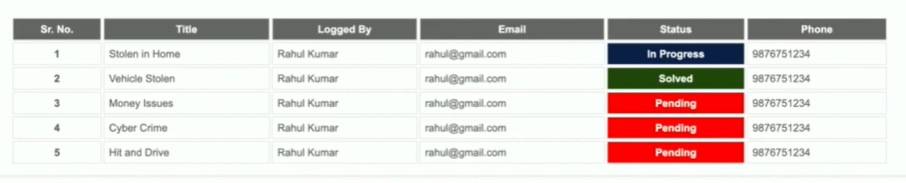 Sr. No. Title Logged By Email Status Phone
1 Stolen in Home Rahul Kumar rahul@gmail.com In Progress 9876751234
2 Vehicle Stolen Rahul Kumar rahul@gmail.com Solved 9876751234
3 Money Issues Rahul Kumar rahul@gmail.com Pending 9876751234
4 Cyber Crime Rahul Kumar rahul@gmail.com Pending 9876751234
5 Hit and Drive Rahul Kumar rahul@gmail.com Pending 9876751234